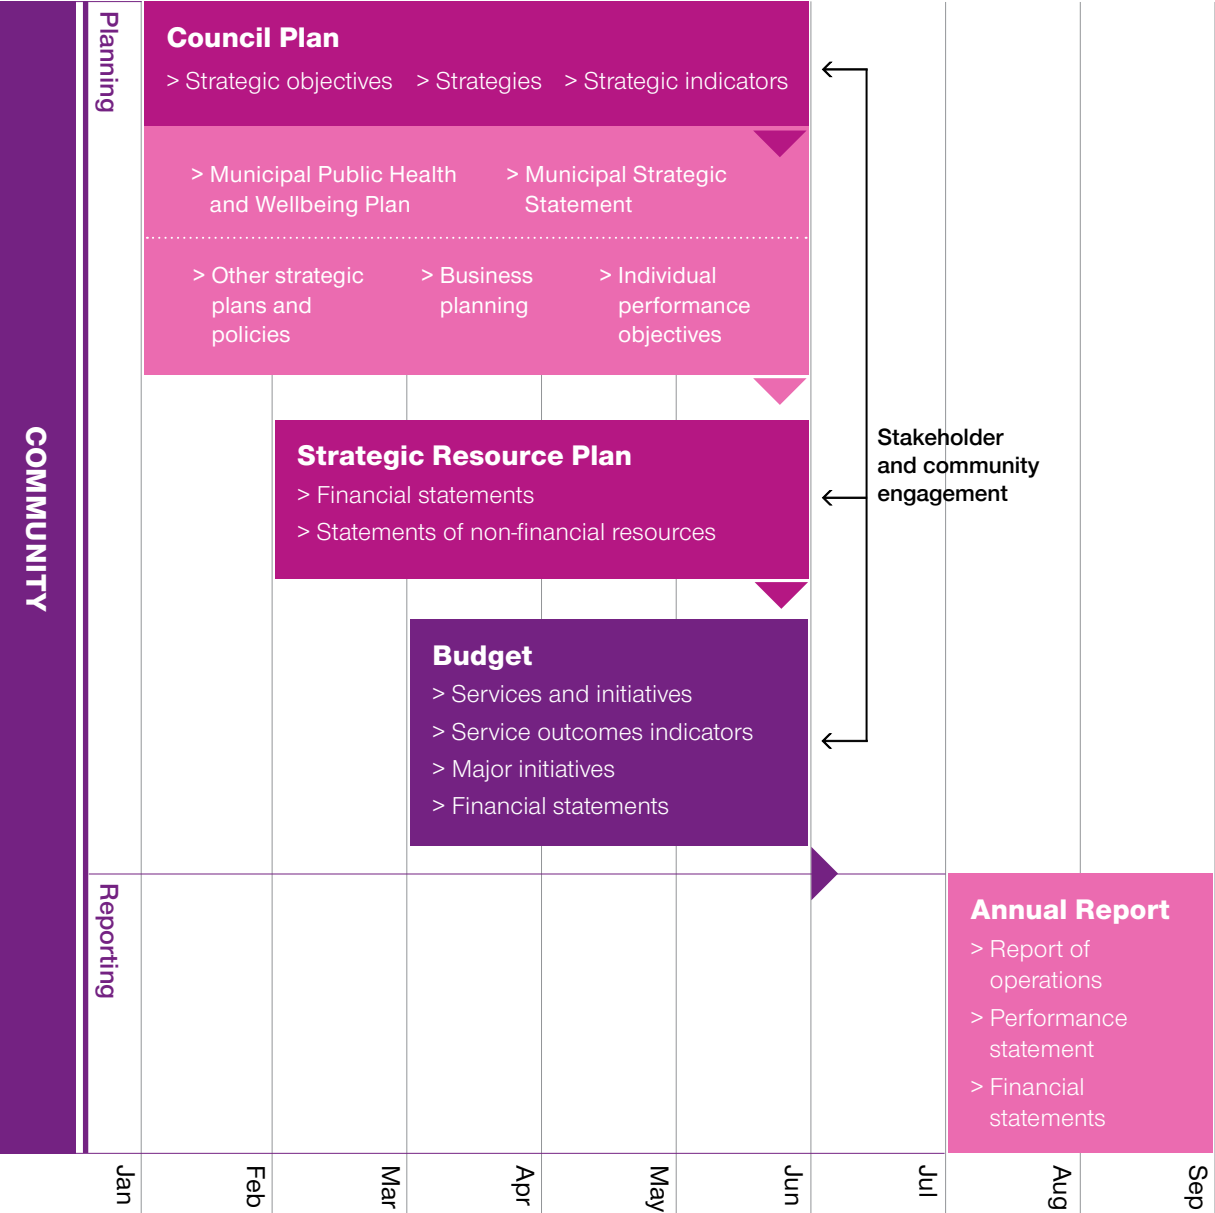 COMMUNITY
Planning
Council Plan
> Strategic objectives > Strategies > Strategic indicators
> Municipal Public Health
and Wellbeing Plan
> Municipal Strategic
Statement
> Other strategic
plans and
policies
> Business
planning
> Individual
performance
objectives
Strategic Resource Plan
> Financial statements
> Statements of non-financial resources
Stakeholder
and community
engagement
Budget
> Services and initiatives
> Service outcomes indicators
> Major initiatives
> Financial statements
Reporting
Annual Report
> Report of
operations
> Performance
statement
> Financial
statements
Jan
Feb
Mar
Apr
May
Jun
Jul
Aug
Sep